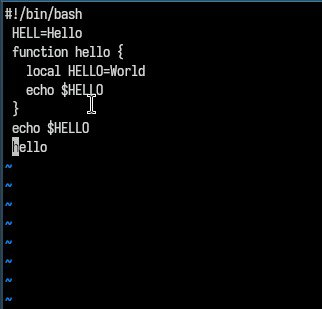 #!/bin/bash
HELL=Hello
function hello {
local HELLO=World
echo $HELLO
}
echo $HELLO
hello
~
~
~
~
~
~
~
~